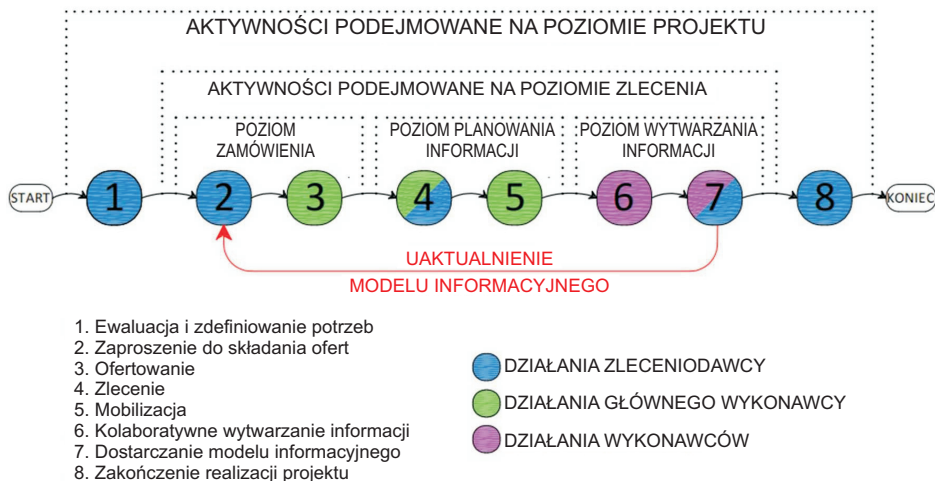 AKTYWNOŚCI PODEJMOWANE NA POZIOMIE PROJEKTU
AKTYWNOŚCI PODEJMOWANE NA POZIOMIE ZLECENIA
POZIOM
ZAMÓWIENIA
POZIOM PLANOWANIA
INFORMACJI
POZIOM WYTWARZANIA
INFORMACJI
START
1
2
3
4
5
6
7
8
KONIEC
UAKTUALNIENIE
MODELU INFORMACYJNEGO
1. Ewaluacja i zdefiniowanie potrzeb
2. Zaproszenie do składania ofert
3. Ofertowanie
4. Zlecenie
5. Mobilizacja
6. Kolaboratywne wytwarzanie informacji
7. Dostarczanie modelu informacyjnego
8. Zakończenie realizacji projektu
DZIAŁANIA ZLECENIODAWCY
DZIAŁANIA GŁÓWNEGO WYKONAWCY
DZIAŁANIA WYKONAWCÓW